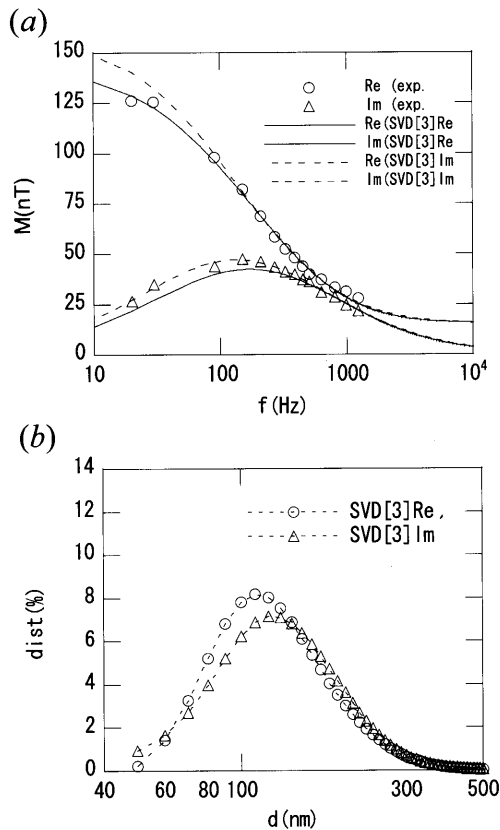 (a)
150
125
100
75
50
25
0
M(nT)
Re (exp.
Im (exp.
Re(SVD[3]Re
Im(SVD[3]Re
Re(SVD[3]Im
Im(SVD[3]Im
10 100 1000 10⁴
f(Hz)
(b)
14
12
10
8
6
4
2
0
dist(%)
SVD[3]Re,
SVD[3]Im
40 60 80 100 300 500
d(nm)